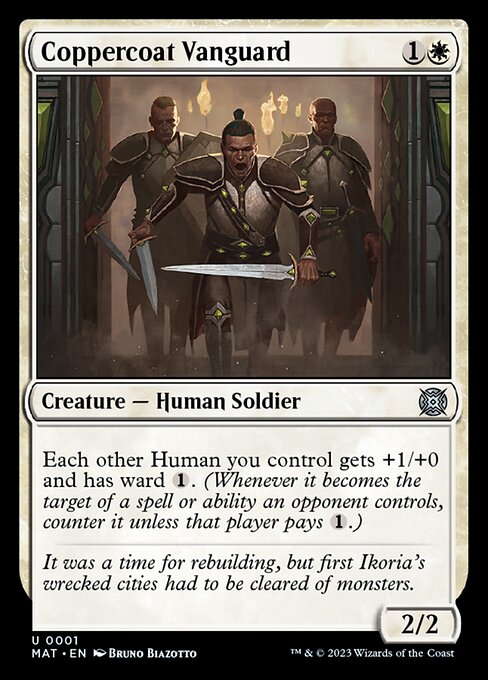 Coppercoat Vanguard 1
Creature — Human Soldier
Each other Human you control gets +1/+0
and has ward 1. (Whenever it becomes the
target of a spell or ability an opponent controls,
counter it unless that player pays 1.)
It was a time for rebuilding, but first Ikoria's
wrecked cities had to be cleared of monsters.
2/2
U 0001
MAT • EN Bruno Biazotto
™ & © 2023 Wizards of the Coast